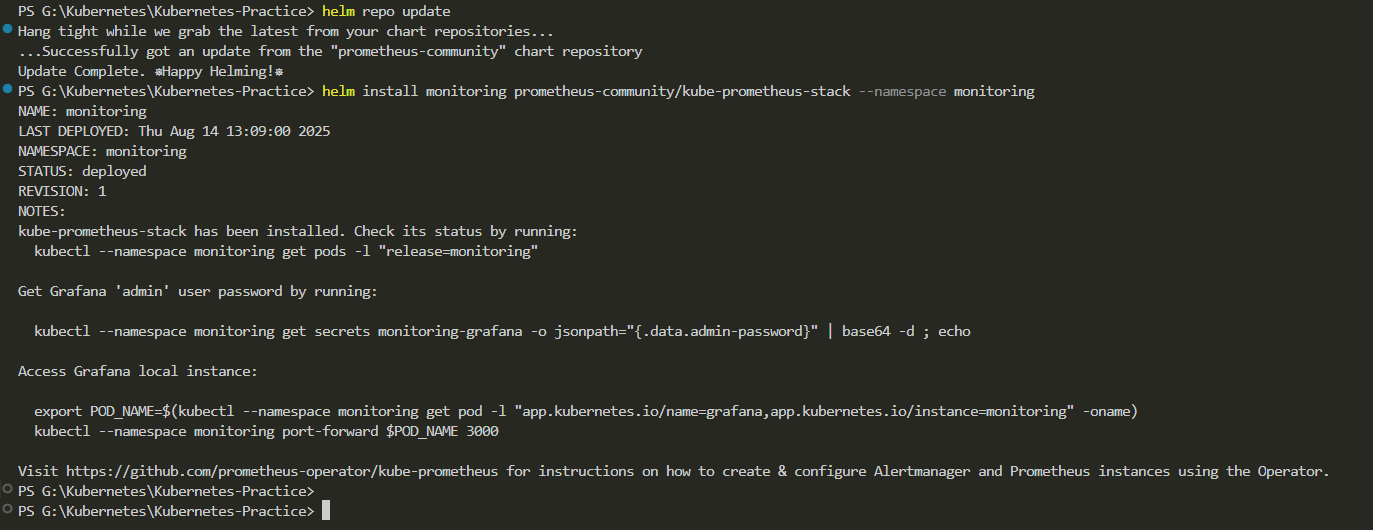 PS G:\Kubernetes\Kubernetes-Practice> helm repo update
Hang tight while we grab the latest from your chart repositories...
...Successfully got an update from the "prometheus-community" chart repository
Update Complete. ⎈Happy Helming!⎈
PS G:\Kubernetes\Kubernetes-Practice> helm install monitoring prometheus-community/kube-prometheus-stack --namespace monitoring
NAME: monitoring
LAST DEPLOYED: Thu Aug 14 13:09:00 2025
NAMESPACE: monitoring
STATUS: deployed
REVISION: 1
NOTES:
kube-prometheus-stack has been installed. Check its status by running:
  kubectl --namespace monitoring get pods -l "release=monitoring"

Get Grafana 'admin' user password by running:

  kubectl --namespace monitoring get secrets monitoring-grafana -o jsonpath="{.data.admin-password}" | base64 -d ; echo

Access Grafana local instance:

  export POD_NAME=$(kubectl --namespace monitoring get pod -l "app.kubernetes.io/name=grafana,app.kubernetes.io/instance=monitoring" -oname)
  kubectl --namespace monitoring port-forward $POD_NAME 3000

Visit https://github.com/prometheus-operator/kube-prometheus for instructions on how to create & configure Alertmanager and Prometheus instances using the Operator.
PS G:\Kubernetes\Kubernetes-Practice>
PS G:\Kubernetes\Kubernetes-Practice>